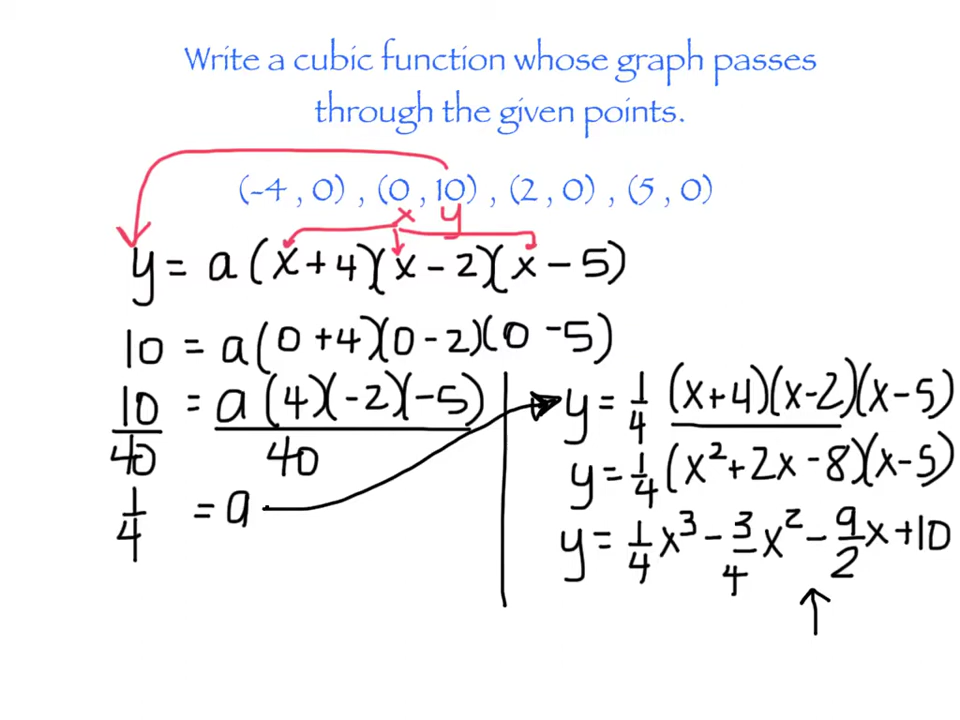 Write a cubic function whose graph passes
through the given points.
(-4 , 0) , (0 , 10) , (2 , 0) , (5 , 0)
x y
y = a(x+4)(x-2)(x-5)
10 = a(0+4)(0-2)(0-5)
10/40 = a(4)(-2)(-5)/40
1/4 = a
y = 1/4 (x+4)(x-2)(x-5)
y = 1/4 (x²+2x-8)(x-5)
y = 1/4 x³ - 3/4 x² - 9/2 x + 10